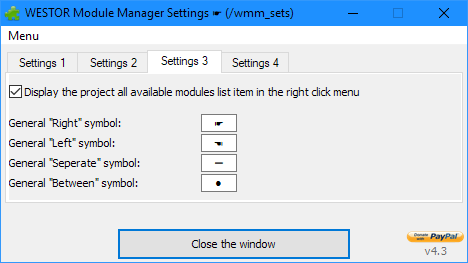 WESTOR Module Manager Settings ☛ (/wmm_sets)
Menu
Settings 1 Settings 2 Settings 3 Settings 4
Display the project all available modules list item in the right click menu
General "Right" symbol: ☛
General "Left" symbol: ☚
General "Seperate" symbol: –
General "Between" symbol: ●
Close the window
Donate with PayPal
v4.3